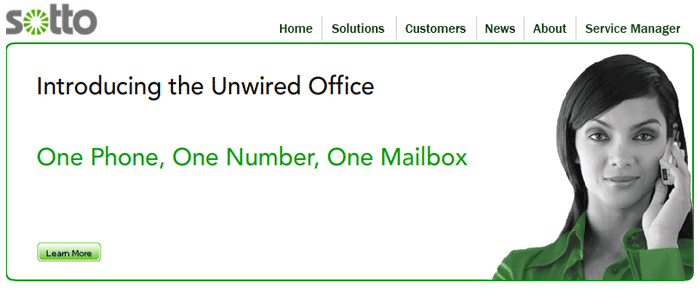 sotto
Home Solutions Customers News About Service Manager
Introducing the Unwired Office
One Phone, One Number, One Mailbox
Learn More